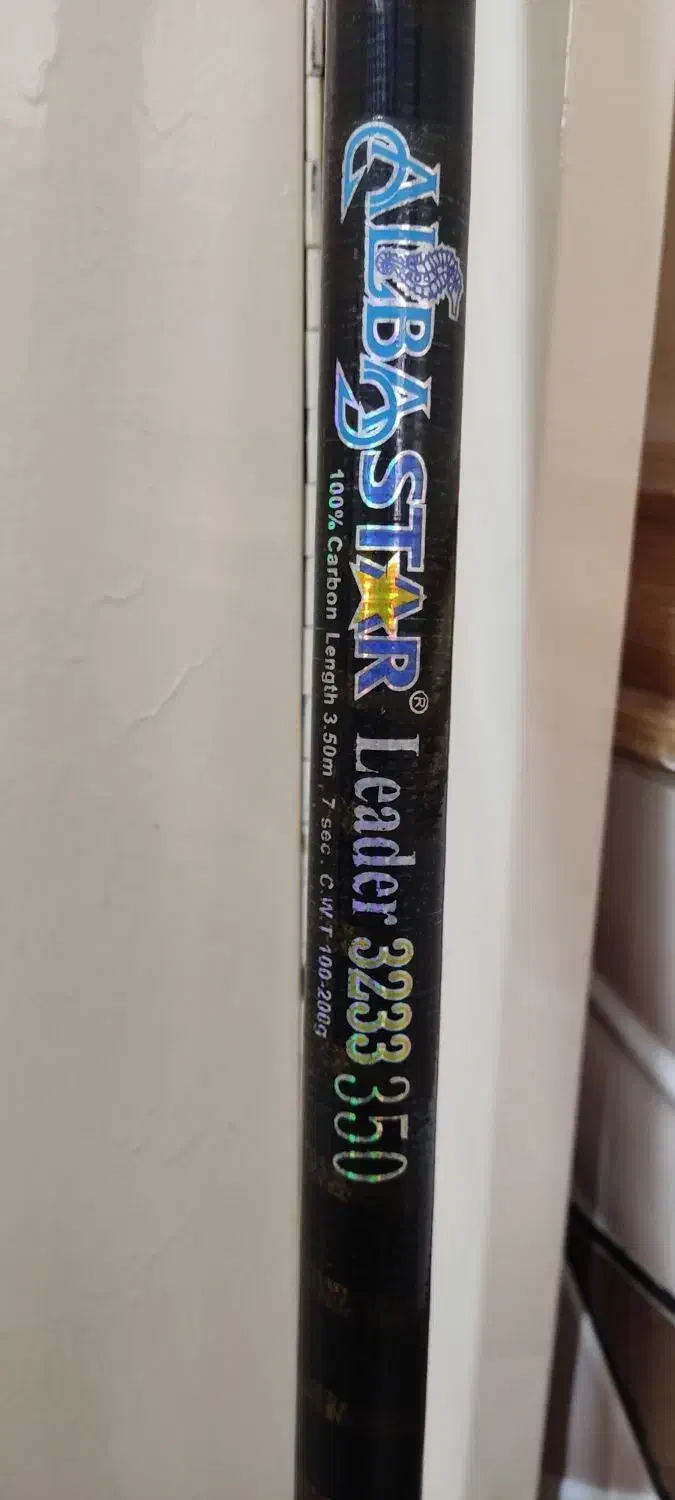 ALBASTAR® Leader 3233 350
100% Carbon Length 3.50m, 7 sec. C.W.T 100-200g